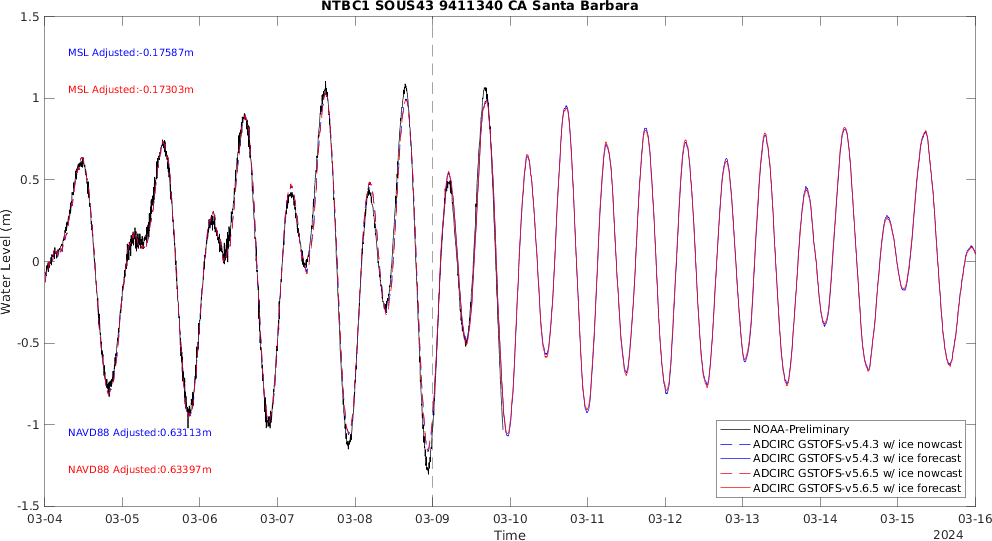 NTBC1 SOUS43 9411340 CA Santa Barbara
1.5
1
0.5
0
-0.5
-1
-1.5
Water Level (m)
MSL Adjusted:-0.17587m
MSL Adjusted:-0.17303m
NAVD88 Adjusted:0.63113m
NAVD88 Adjusted:0.63397m
NOAA-Preliminary
ADCIRC GSTOFS-v5.4.3 w/ ice nowcast
ADCIRC GSTOFS-v5.4.3 w/ ice forecast
ADCIRC GSTOFS-v5.6.5 w/ ice nowcast
ADCIRC GSTOFS-v5.6.5 w/ ice forecast
03-04 03-05 03-06 03-07 03-08 03-09 03-10 03-11 03-12 03-13 03-14 03-15 03-16
Time
2024